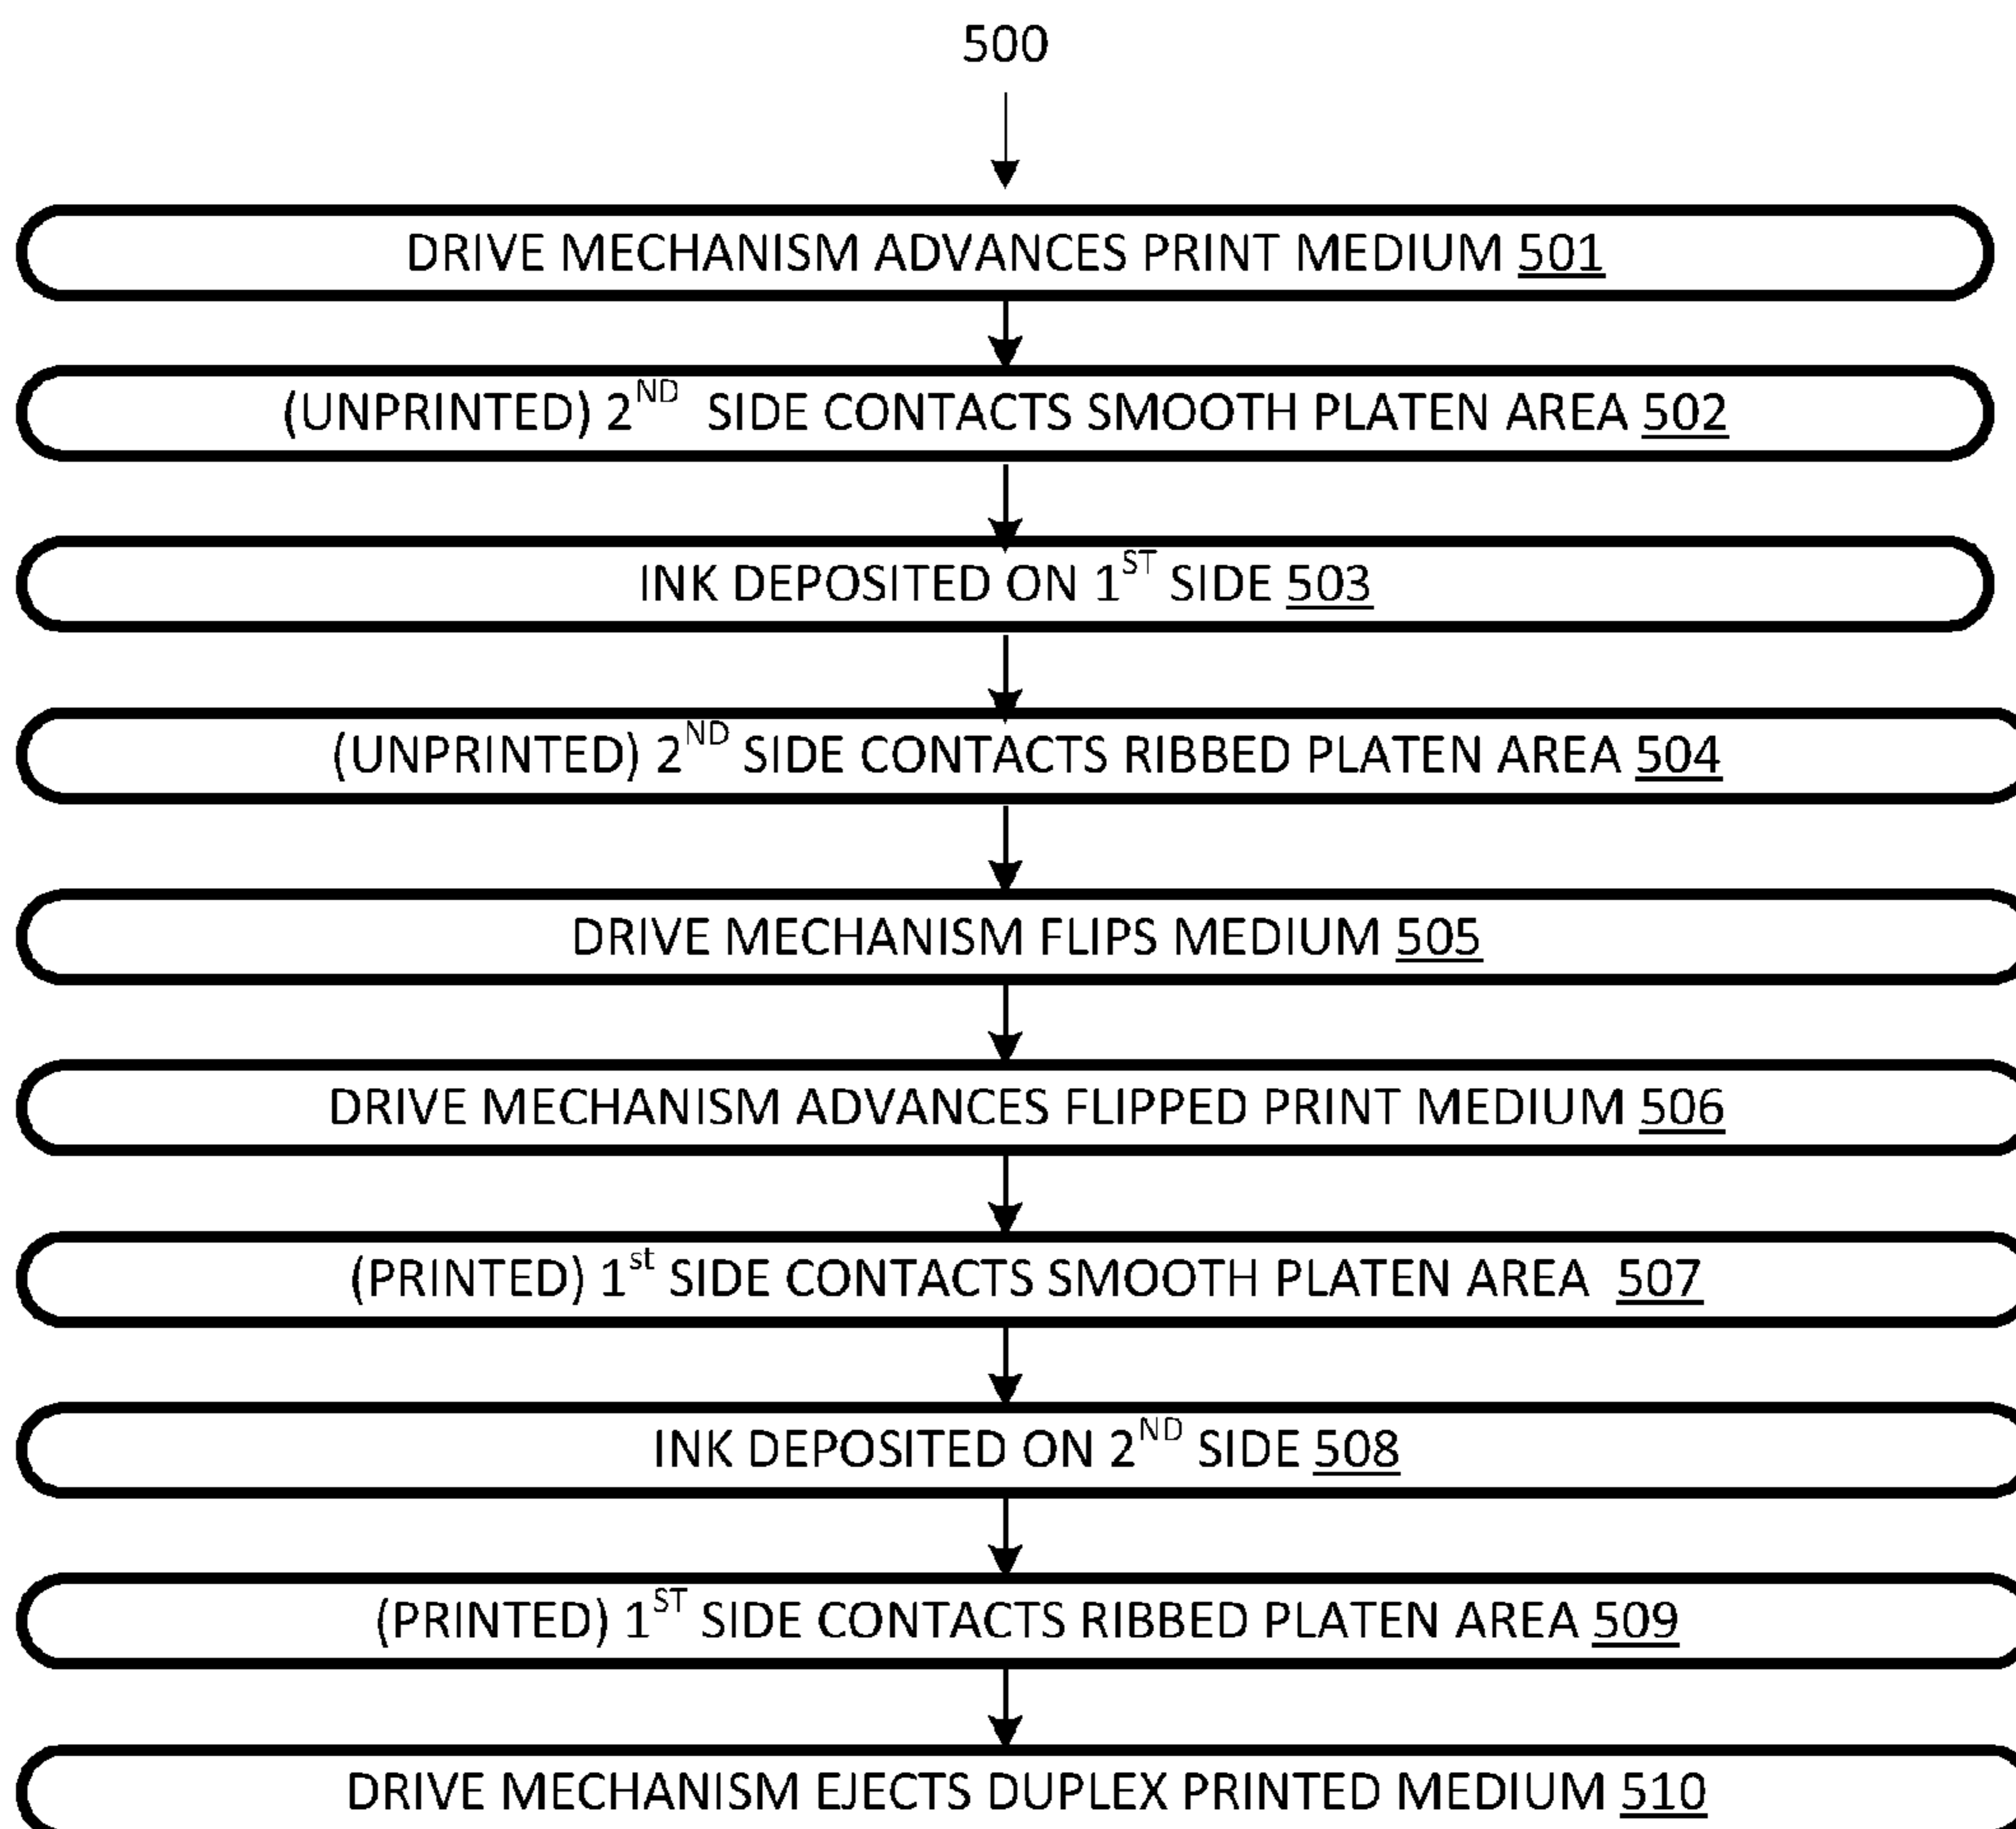 500
DRIVE MECHANISM ADVANCES PRINT MEDIUM 501
(UNPRINTED) 2ND SIDE CONTACTS SMOOTH PLATEN AREA 502
INK DEPOSITED ON 1ST SIDE 503
(UNPRINTED) 2ND SIDE CONTACTS RIBBED PLATEN AREA 504
DRIVE MECHANISM FLIPS MEDIUM 505
DRIVE MECHANISM ADVANCES FLIPPED PRINT MEDIUM 506
(PRINTED) 1st SIDE CONTACTS SMOOTH PLATEN AREA 507
INK DEPOSITED ON 2ND SIDE 508
(PRINTED) 1ST SIDE CONTACTS RIBBED PLATEN AREA 509
DRIVE MECHANISM EJECTS DUPLEX PRINTED MEDIUM 510